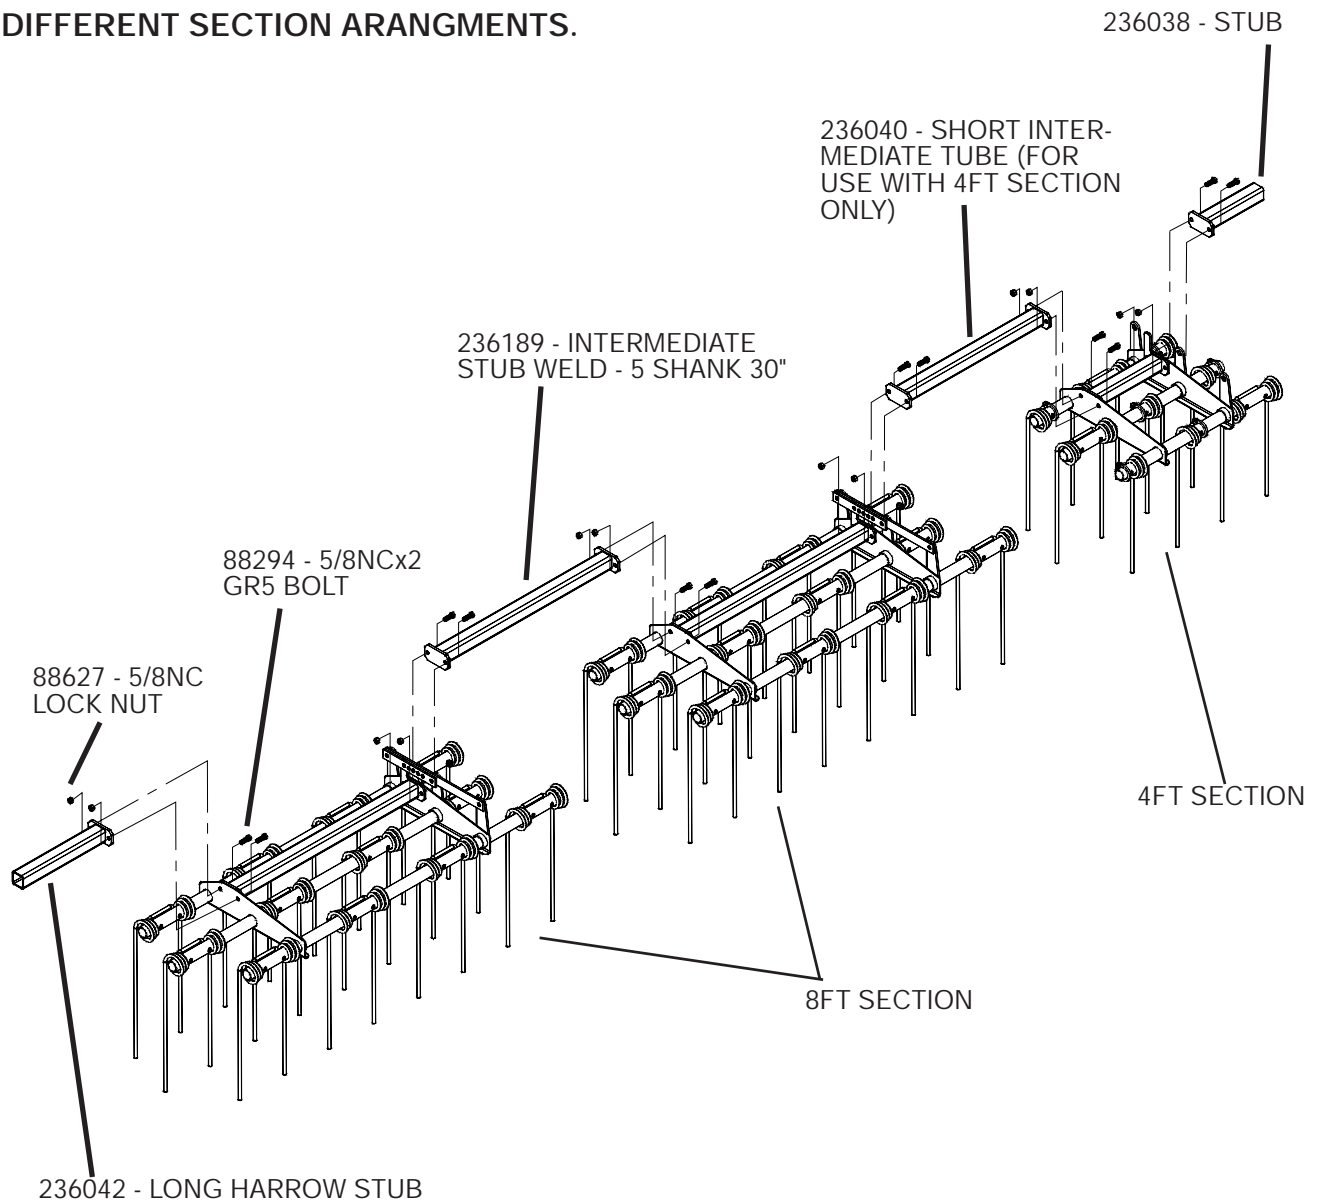 DIFFERENT SECTION ARANGMENTS.
236038 - STUB
236040 - SHORT INTER-
MEDIATE TUBE (FOR
USE WITH 4FT SECTION
ONLY)
236189 - INTERMEDIATE
STUB WELD - 5 SHANK 30"
88294 - 5/8NCx2
GR5 BOLT
88627 - 5/8NC
LOCK NUT
4FT SECTION
8FT SECTION
236042 - LONG HARROW STUB